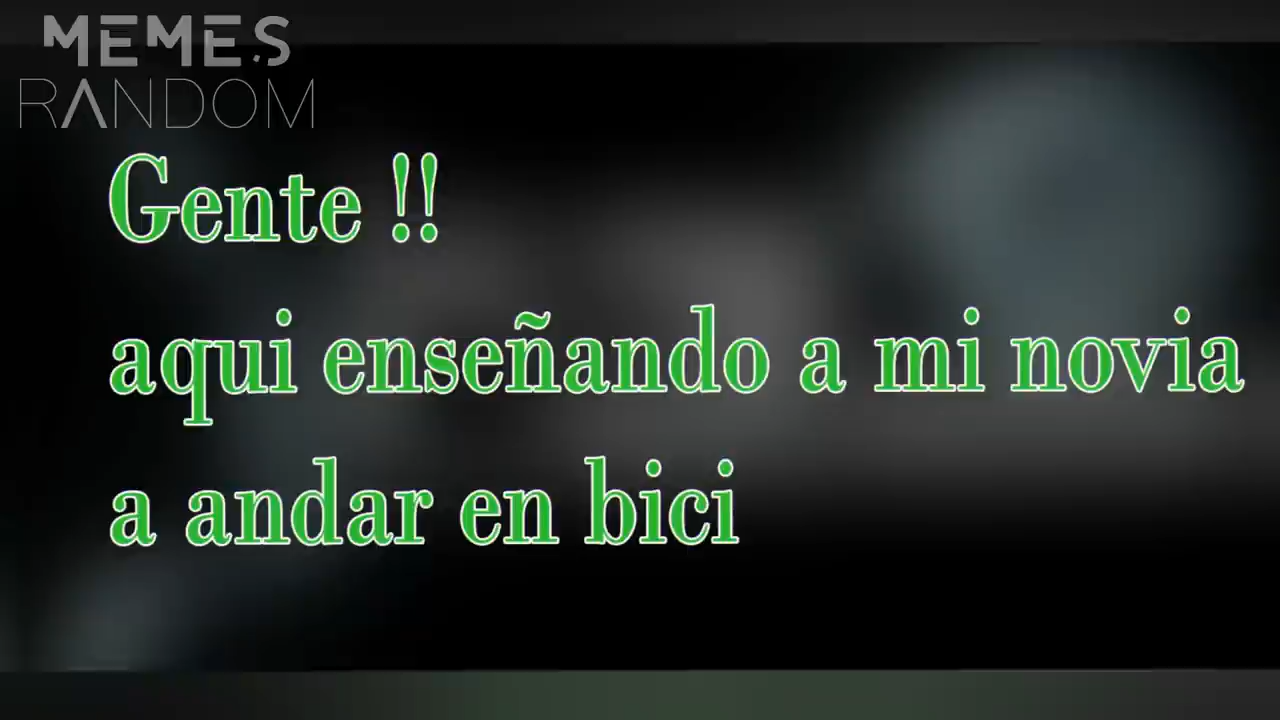 MEMES
RANDOM
Gente !!
aqui enseñando a mi novia
a andar en bici